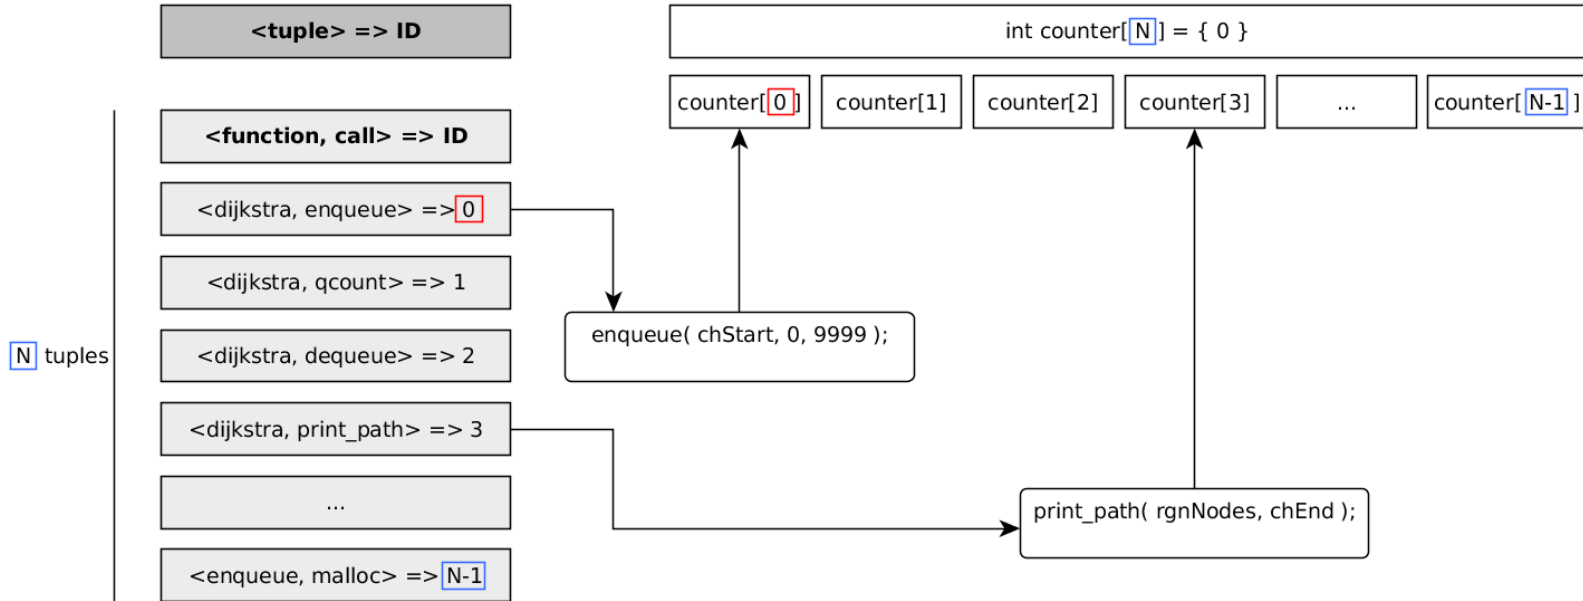 <tuple> => ID
int counter[ N ] = { 0 }
counter[ 0 ]
counter[1]
counter[2]
counter[3]
...
counter[ N-1 ]
<function, call> => ID
<dijkstra, enqueue> => 0
<dijkstra, qcount> => 1
enqueue( chStart, 0, 9999 );
N tuples
<dijkstra, dequeue> => 2
<dijkstra, print_path> => 3
...
print_path( rgnNodes, chEnd );
<enqueue, malloc> => N-1